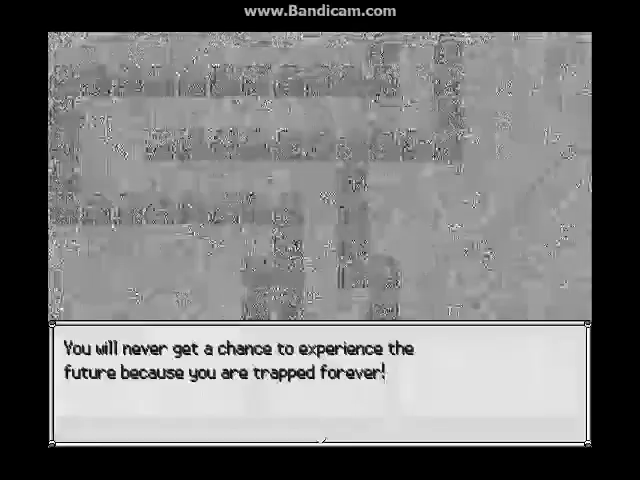 www.Bandicam.com
You will never get a chance to experience the
future because you are trapped forever!